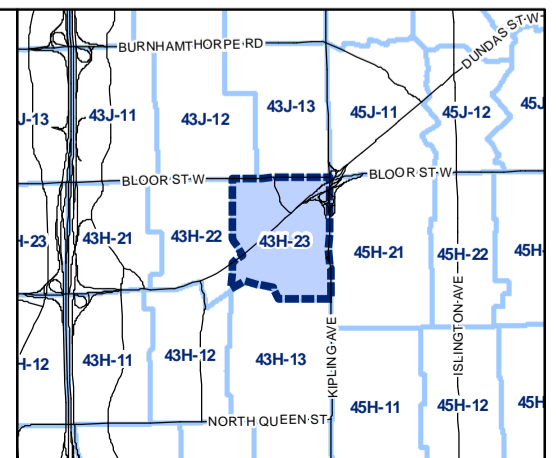 DUNDAS ST W
BURNHAMTHORPE RD
J-13
43J-11
43J-12
43J-13
45J-11
45J-12
45J
BLOOR ST W
BLOOR ST W
H-23
43H-21
43H-22
43H-23
45H-21
45H-22
45H
ISLINGTON AVE
KIPLING AVE
H-12
43H-11
43H-12
43H-13
45H-11
45H-12
45H
NORTH QUEEN ST